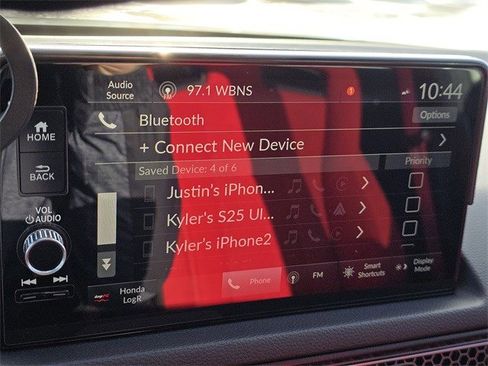 Audio Source
FM 97.1 WBNS
10:44
Bluetooth
Options
+ Connect New Device
Saved Device: 4 of 6
Priority
Justin's iPhon...
Kyler's S25 Ul...
Kyler's iPhone2
HOME
BACK
VOL
AUDIO
Honda LogR
Phone
FM
Smart Shortcuts
Display Mode